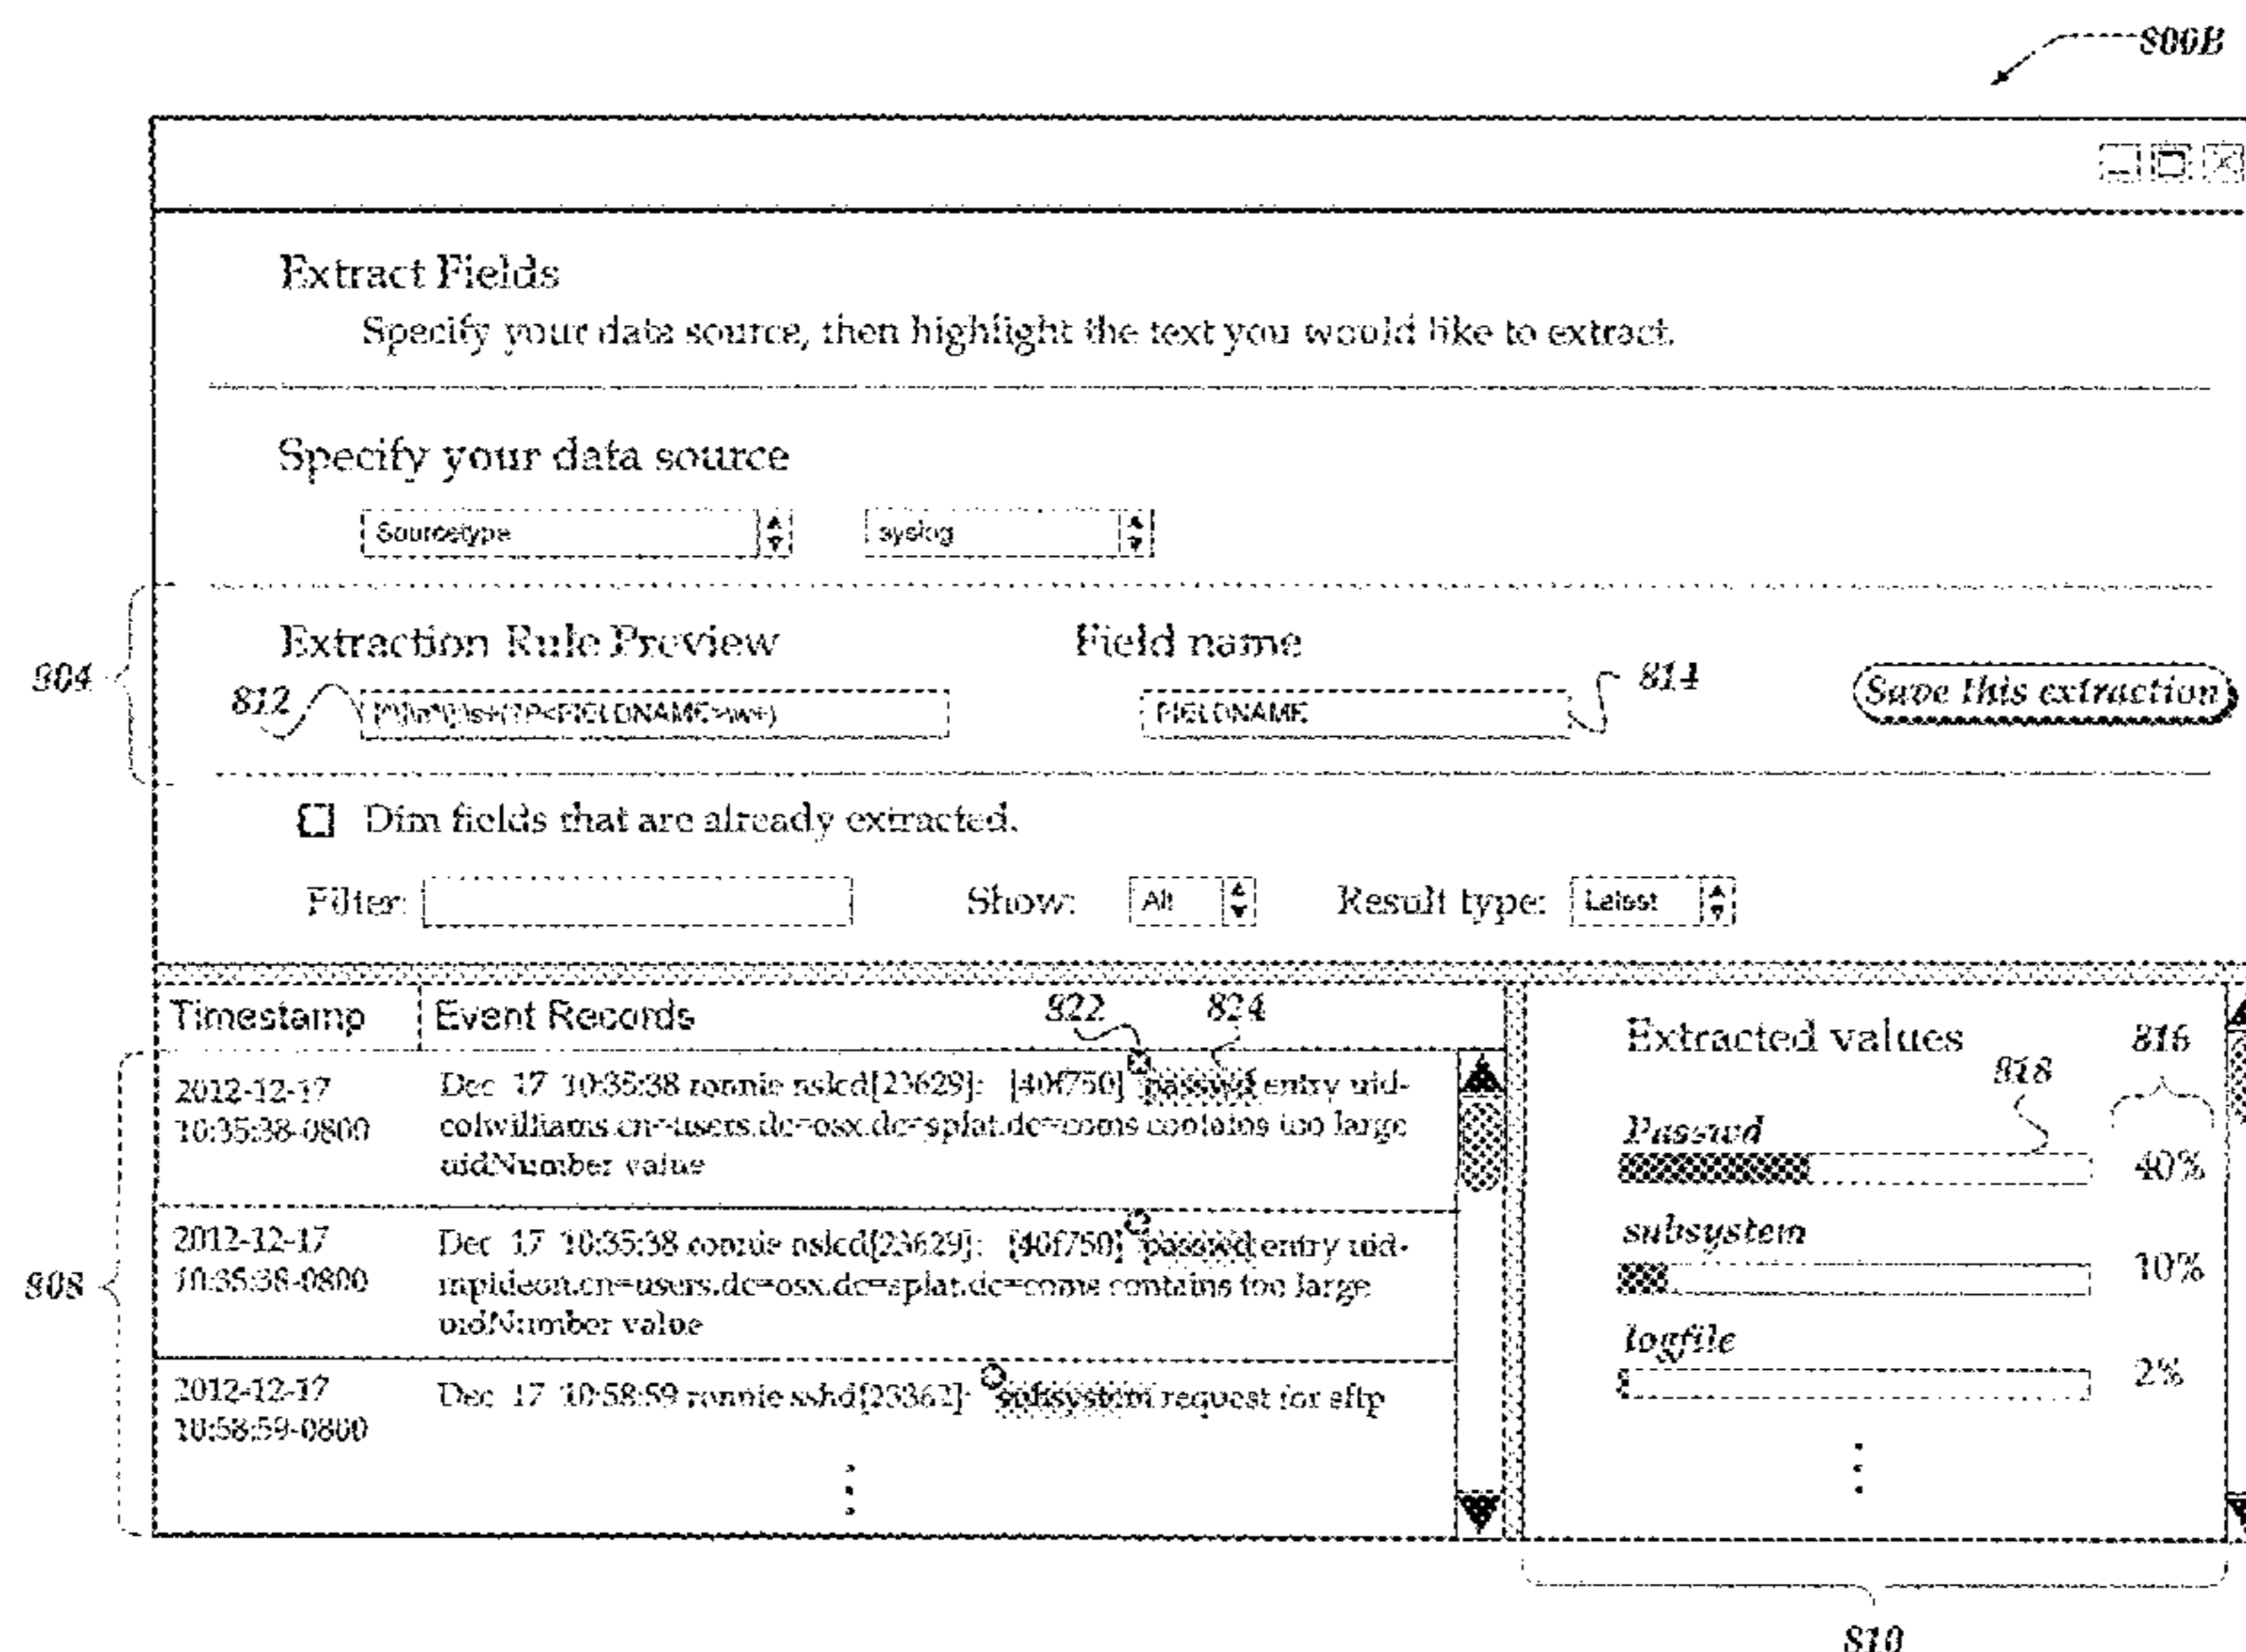 800B
Extract Fields
Specify your data source, then highlight the text you would like to extract.
Specify your data source
Sourcetype syslog
Extraction Rule Preview Field name
804 812 FIELDNAME 814 Save this extraction
Dim fields that are already extracted.
Filter: Show: All Result type: Latest
Timestamp Event Records 822 824
2012-12-17 Dec 17 10:35:38 ronnie nslcd[23629]: [40f750] passwd entry uid-
10:35:38-0800 colwilliams.cn=users.dc=osx.dc=splat.dc=coms contains too large
uidNumber value
2012-12-17 Dec 17 10:35:38 ronnie nslcd[23629]: [40f750] passwd entry uid-
10:35:38-0800 mpideon.cn=users.dc=osx.dc=splat.dc=coms contains too large
uidNumber value
808
2012-12-17 Dec 17 10:58:59 ronnie sshd[23362]: subsystem request for sftp
10:58:59-0800
Extracted values 816
818
Passwd
40%
subsystem
10%
logfile
2%
810